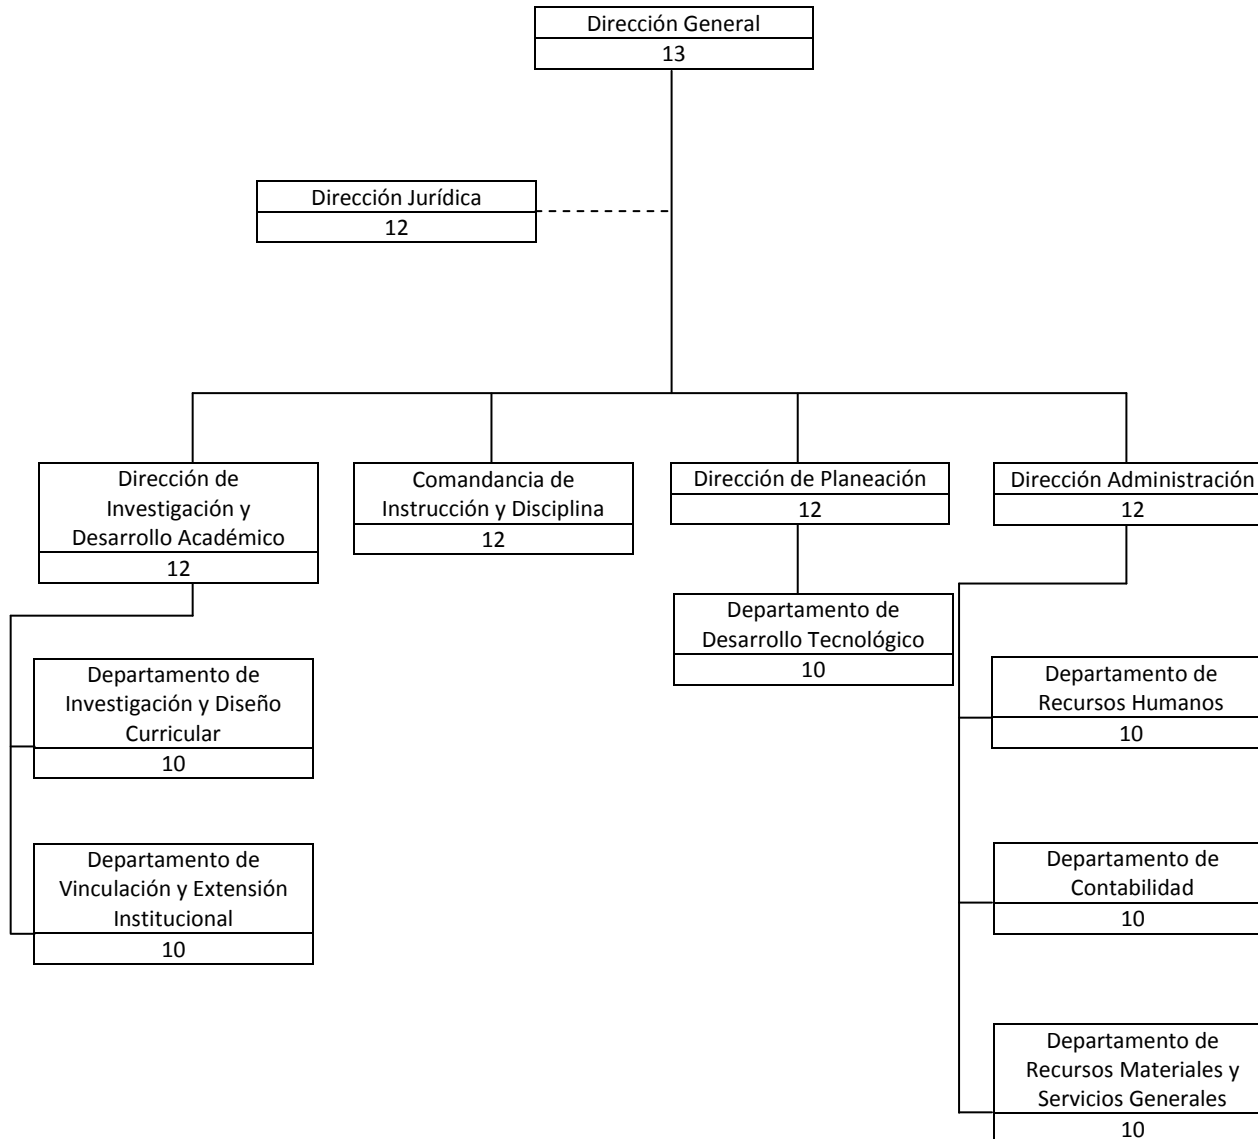 Dirección General
13
Dirección Jurídica
12
Dirección de
Investigación y
Desarrollo Académico
12
Comandancia de
Instrucción y Disciplina
12
Dirección de Planeación
12
Dirección Administración
12
Departamento de
Desarrollo Tecnológico
10
Departamento de
Investigación y Diseño
Curricular
10
Departamento de
Recursos Humanos
10
Departamento de
Vinculación y Extensión
Institucional
10
Departamento de
Contabilidad
10
Departamento de
Recursos Materiales y
Servicios Generales
10